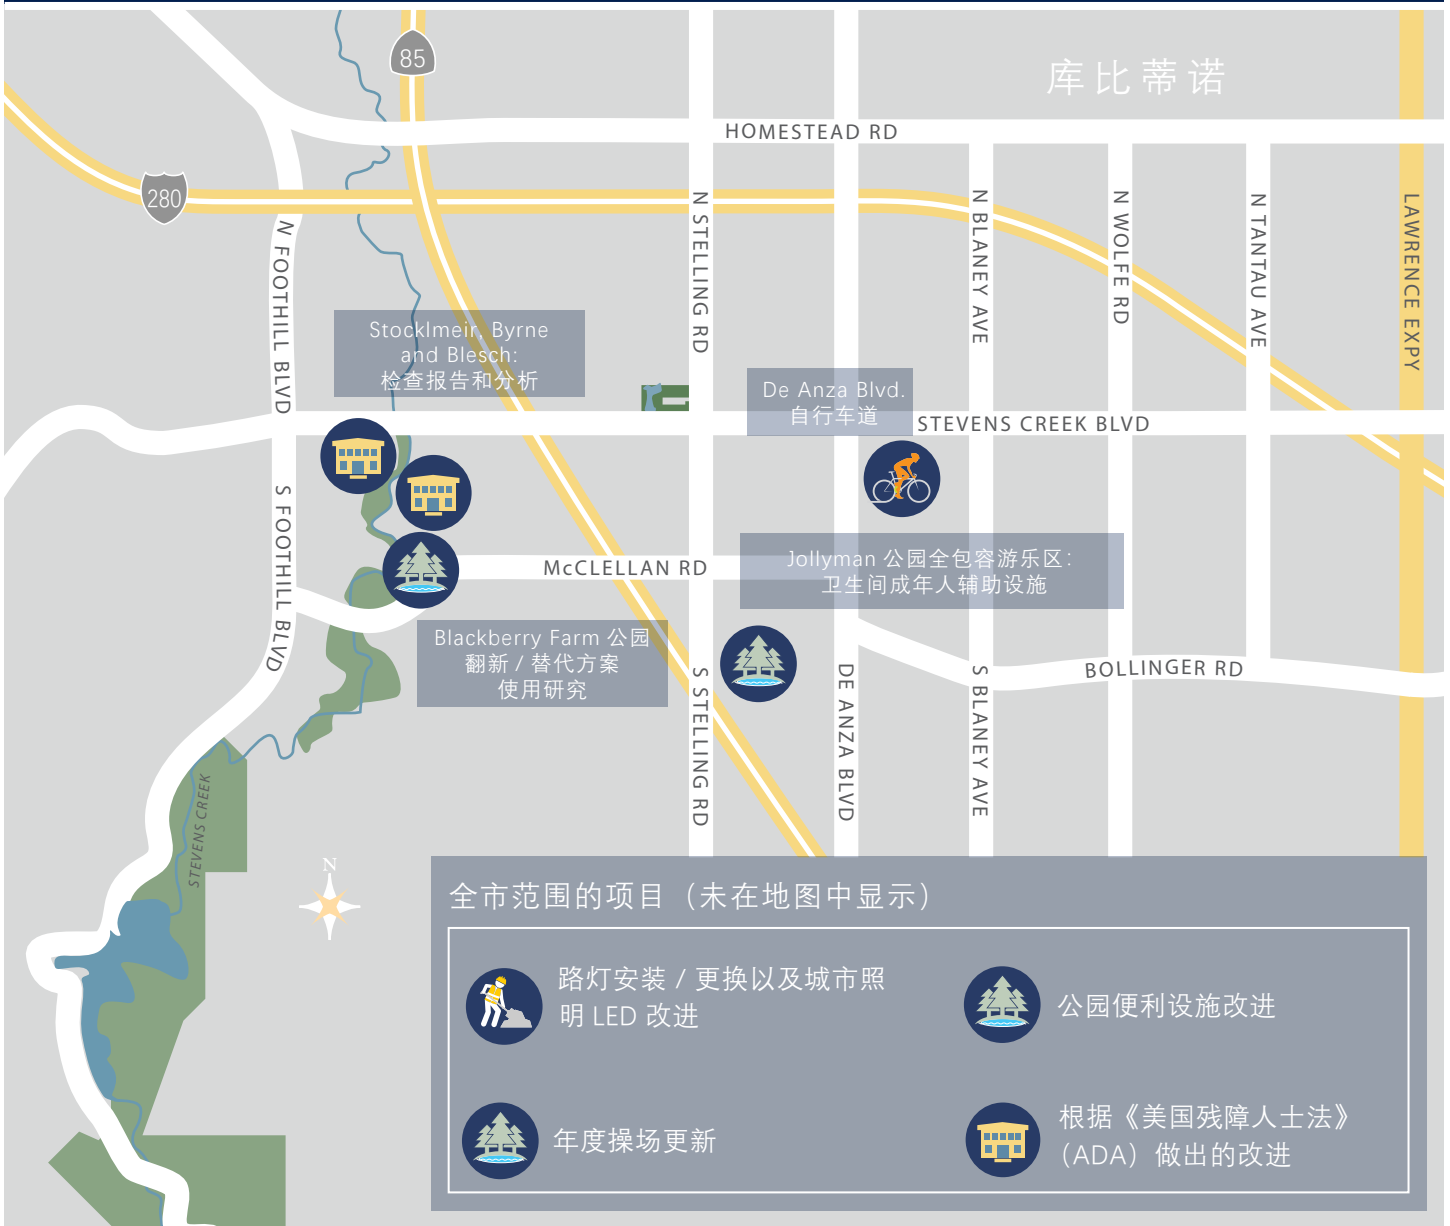 85
库比蒂诺
HOMESTEAD RD
280
N FOOTHILL BLVD
N STELLING RD
N BLANEY AVE
N WOLFE RD
N TANTAU AVE
LAWRENCE EXPY
Stocklmeir, Byrne
and Blesch:
检查报告和分析
De Anza Blvd.
自行车道
STEVENS CREEK BLVD
S FOOTHILL BLVD
McCLELLAN RD
Jollyman 公园全包容游乐区：
卫生间成年人辅助设施
Blackberry Farm 公园
翻新 / 替代方案
使用研究
S STELLING RD
DE ANZA BLVD
S BLANEY AVE
BOLLINGER RD
STEVENS CREEK
N
全市范围的项目（未在地图中显示）
路灯安装 / 更换以及城市照
明 LED 改进
公园便利设施改进
年度操场更新
根据《美国残障人士法》
（ADA）做出的改进